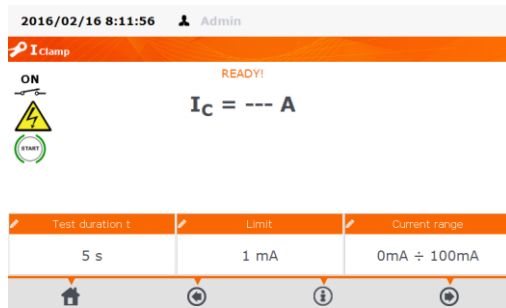 2016/02/16 8:11:56 Admin
I Clamp
ON
READY!
IC = --- A
START
Test duration t Limit Current range
5 s 1 mA 0mA ÷ 100mA